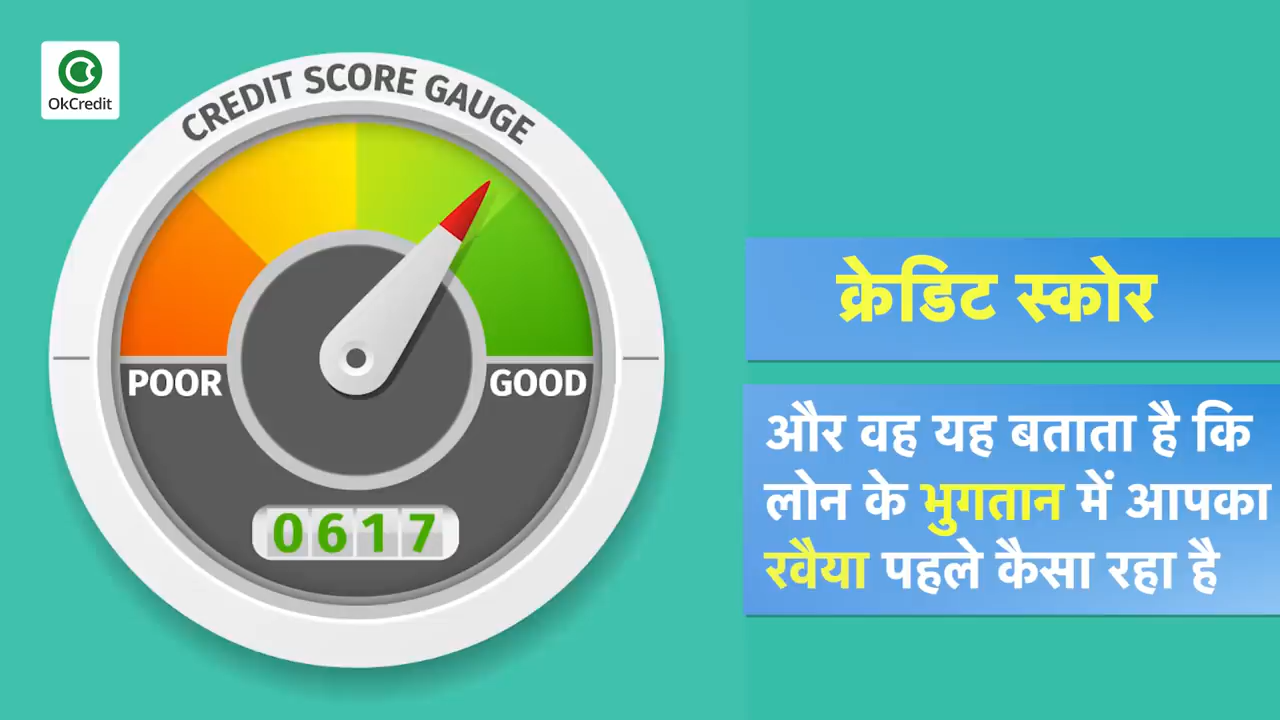 OkCredit
CREDIT SCORE GAUGE
POOR
GOOD
0617
क्रेडिट स्कोर
और वह यह बताता है कि
लोन के भुगतान में आपका
रवैया पहले कैसा रहा है